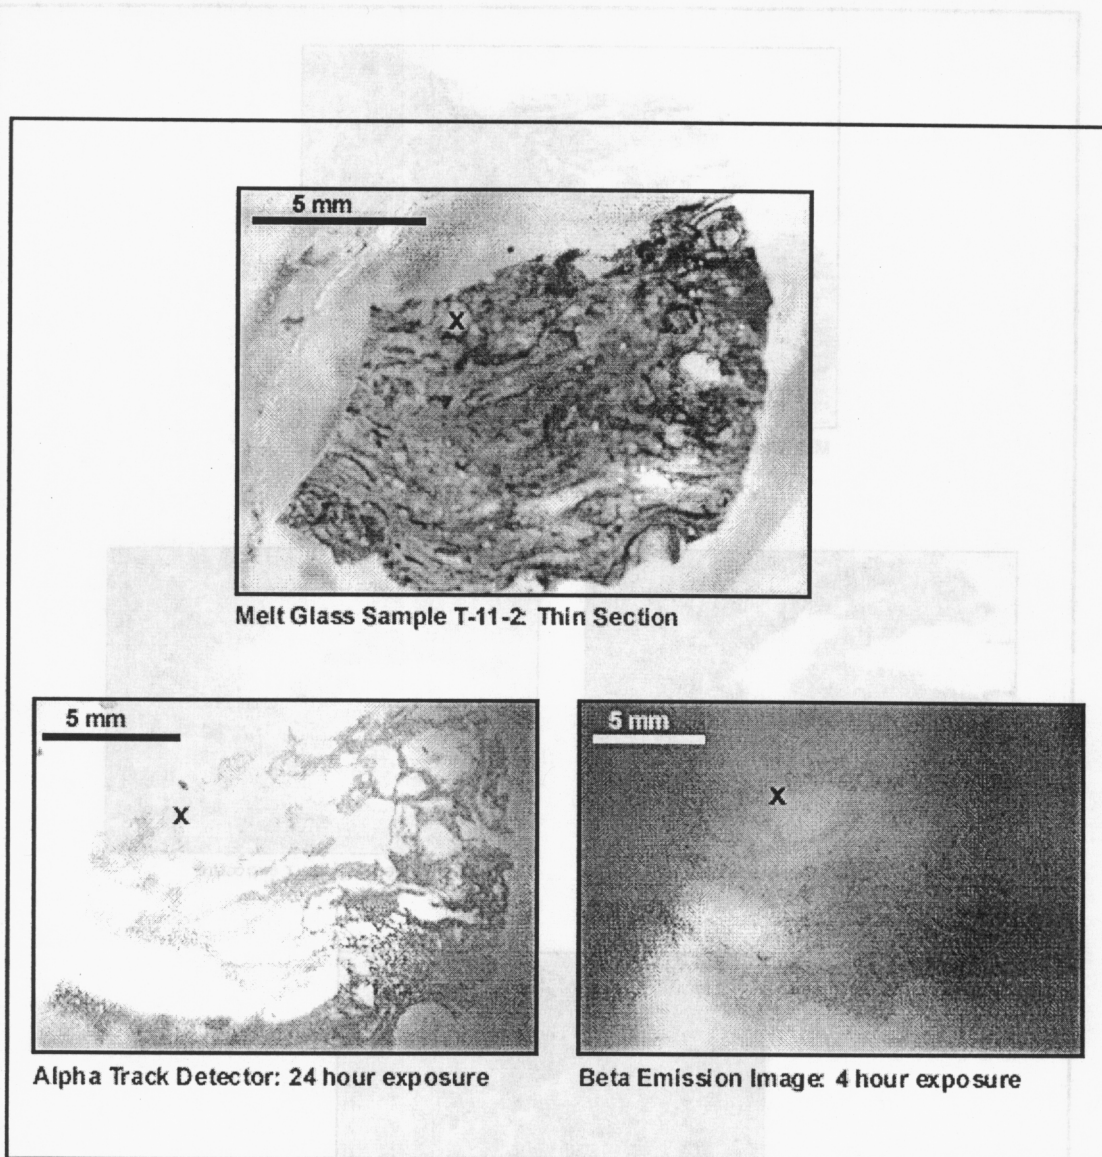 5 mm
X
Melt Glass Sample T-11-2: Thin Section
5 mm
X
Alpha Track Detector: 24 hour exposure
5 mm
X
Beta Emission Image: 4 hour exposure